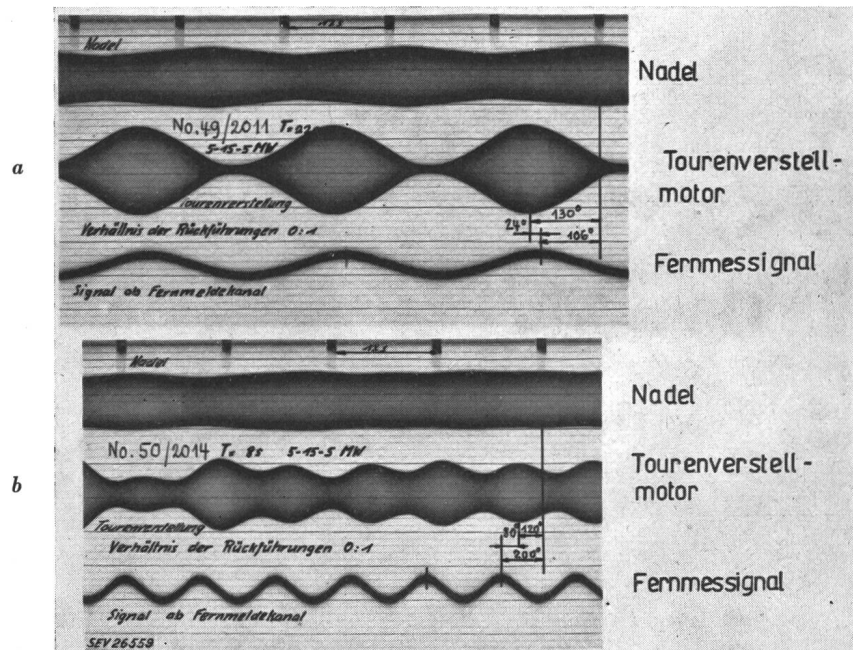 a
Nadel
Nadel
No. 49/2011
5-15-5 MW
Tourenverstell-
motor
Tourenverstellung
130°
Verhältnis der Rückführungen 0:1
24°
106°
Fernmessignal
Signal ab Fernmeldekanal
b
Nadel
Nadel
No. 50/2014 T= 8s 5-15-5 MW
Tourenverstell-
motor
Tourenverstellung
80° 120°
Verhältnis der Rückführungen 0:1
200°
Fernmessignal
Signal ab Fernmeldekanal
SEV 26559